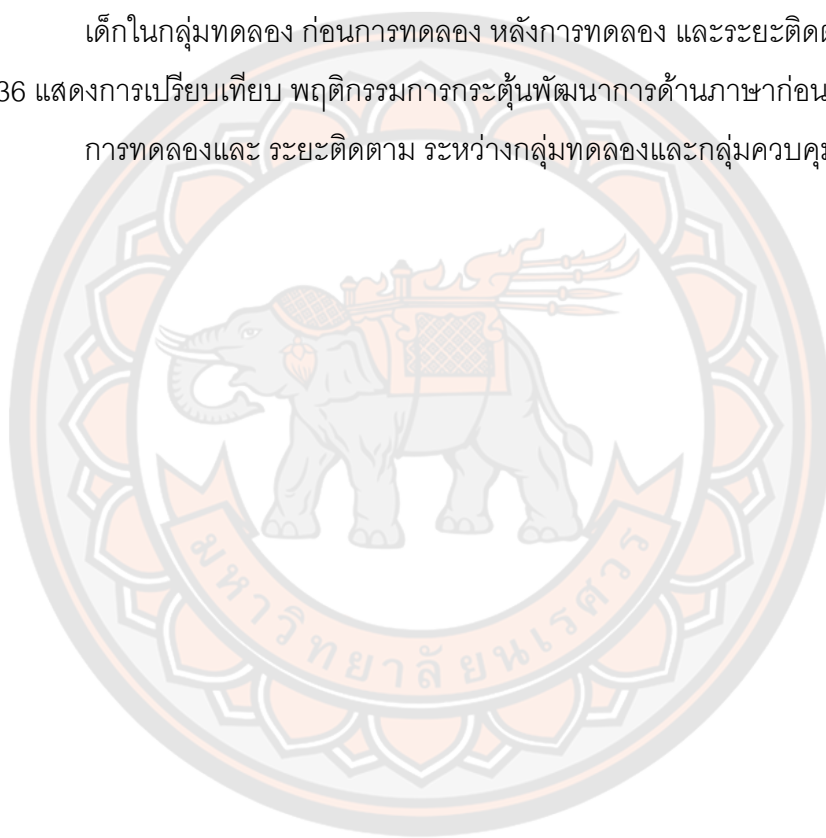 เด็กในกลุ่มทดลอง ก่อนการทดลอง หลังการทดลอง และระยะติดต
36 แสดงการเปรียบเทียบ พฤติกรรมการกระตุ้นพัฒนาการด้านภาษาก่อน
การทดลองและ ระยะติดตาม ระหว่างกลุ่มทดลองและกลุ่มควบคุม
มหาวิทยาลัยนเรศวร